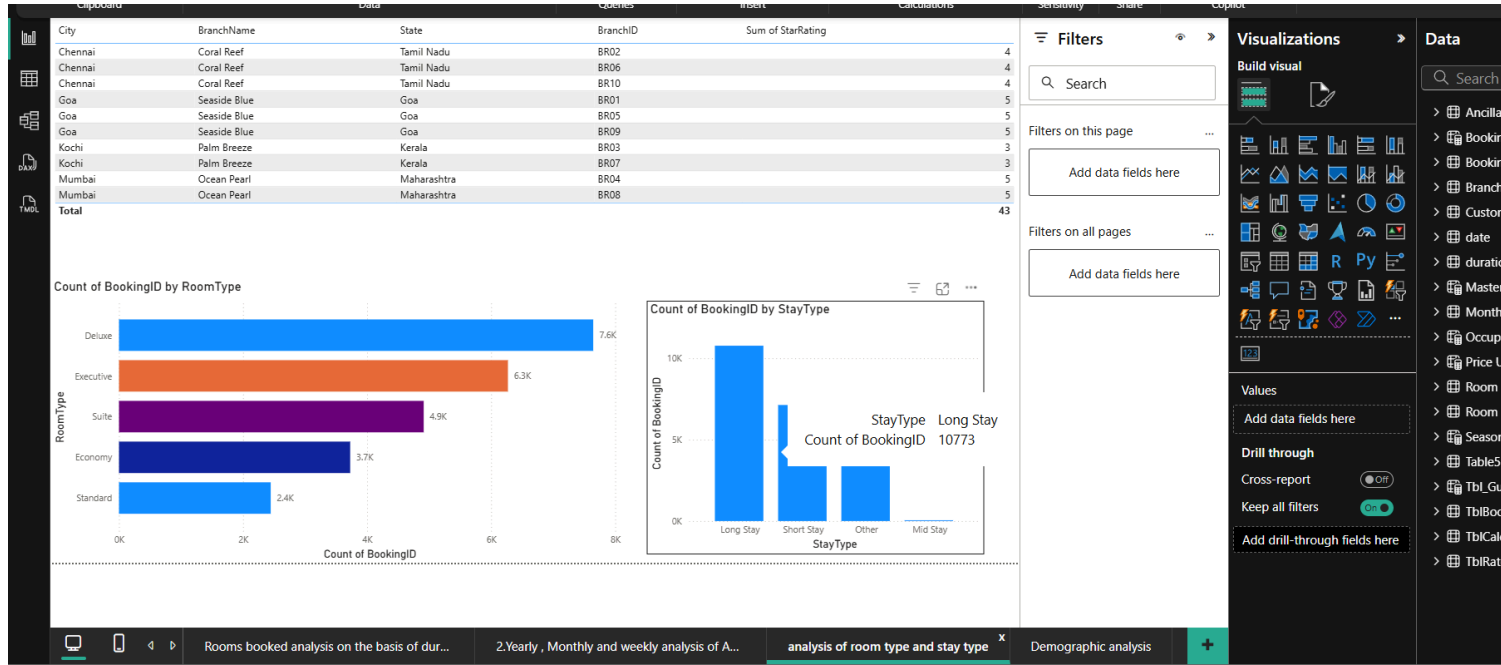 Clipboard Data Queries Insert Calculations Sensitivity Share Copilot
City BranchName State BranchID Sum of StarRating
Chennai Coral Reef Tamil Nadu BR02 4
Chennai Coral Reef Tamil Nadu BR06 4
Chennai Coral Reef Tamil Nadu BR10 4
Goa Seaside Blue Goa BR01 5
Goa Seaside Blue Goa BR05 5
Goa Seaside Blue Goa BR09 5
Kochi Palm Breeze Kerala BR03 3
Kochi Palm Breeze Kerala BR07 3
Mumbai Ocean Pearl Maharashtra BR04 5
Mumbai Ocean Pearl Maharashtra BR08 5
Total 43
DAX
TMDL
Count of BookingID by RoomType
RoomType
Deluxe 7.6K
Executive 6.3K
Suite 4.9K
Economy 3.7K
Standard 2.4K
0K 2K 4K 6K 8K
Count of BookingID
Count of BookingID by StayType
Count of BookingID
10K
5K
0K
StayType Long Stay
Count of BookingID 10773
Long Stay Short Stay Other Mid Stay
StayType
Filters
Search
Filters on this page ...
Add data fields here
Filters on all pages ...
Add data fields here
Visualizations
Build visual
R Py
123
Values
Add data fields here
Drill through
Cross-report Off
Keep all filters On
Add drill-through fields here
Data
Search
Ancilla
Bookin
Bookin
Branch
Custom
date
duratio
Master
Month
Occup
Price U
Room
Room
Season
Table5
Tbl_Gu
TblBoo
TblCale
TblRat
Rooms booked analysis on the basis of dur...
2.Yearly , Monthly and weekly analysis of A...
analysis of room type and stay type x
Demographic analysis
+